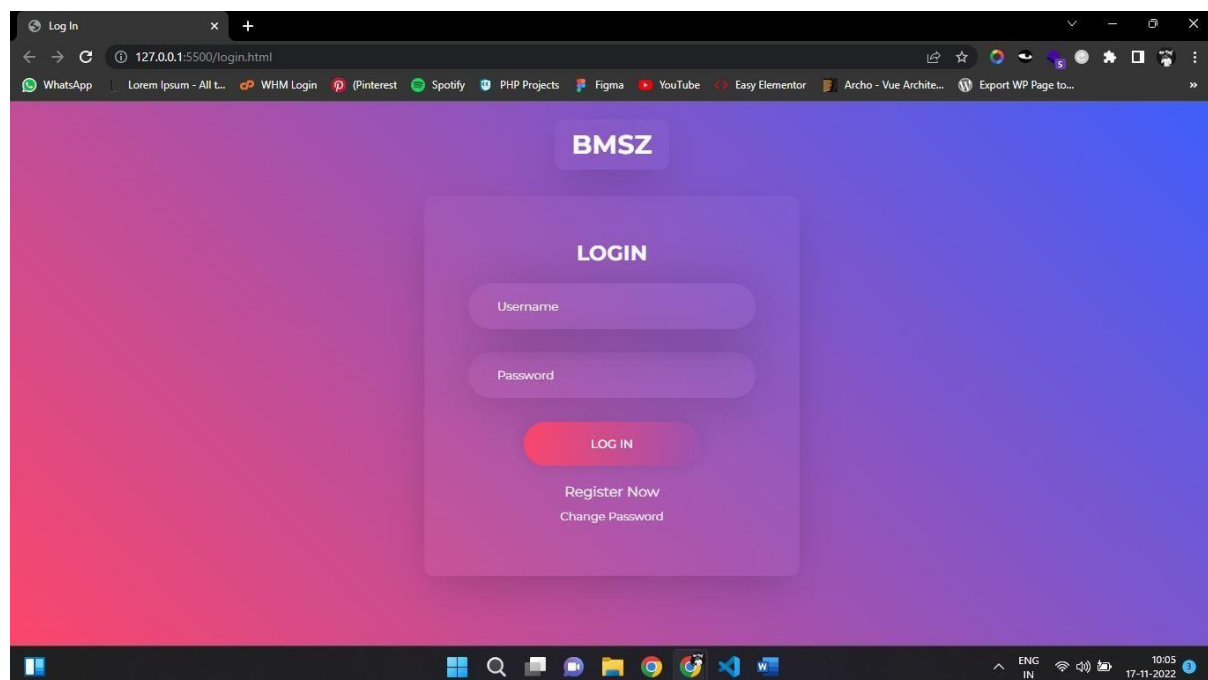 Log In
127.0.0.1:5500/login.html
WhatsApp Lorem Ipsum - All t... WHM Login (Pinterest Spotify PHP Projects Figma YouTube Easy Elementor Archo - Vue Archite... Export WP Page to... »
BMSZ
LOGIN
Username
Password
LOG IN
Register Now
Change Password
ENG 10:05
IN 17-11-2022 3